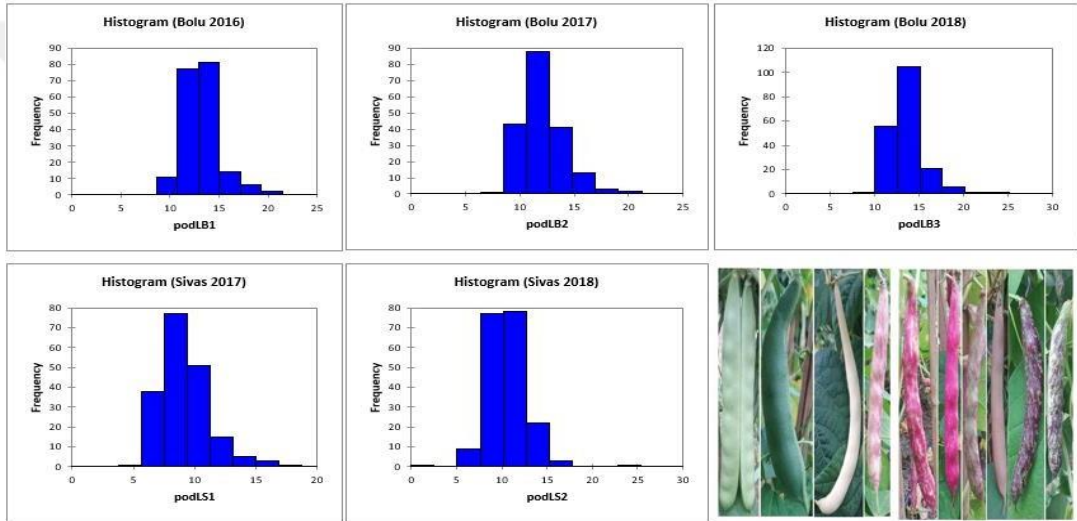 Histogram (Bolu 2016)
90
80
70
60
50
40
30
20
10
0
Frequency
0 5 10 15 20 25
podLB1
Histogram (Bolu 2017)
90
80
70
60
50
40
30
20
10
0
Frequency
0 5 10 15 20 25
podLB2
Histogram (Bolu 2018)
120
100
80
60
40
20
0
Frequency
0 5 10 15 20 25 30
podLB3
Histogram (Sivas 2017)
80
70
60
50
40
30
20
10
0
Frequency
0 5 10 15 20
podLS1
Histogram (Sivas 2018)
80
70
60
50
40
30
20
10
0
Frequency
0 5 10 15 20 25 30
podLS2